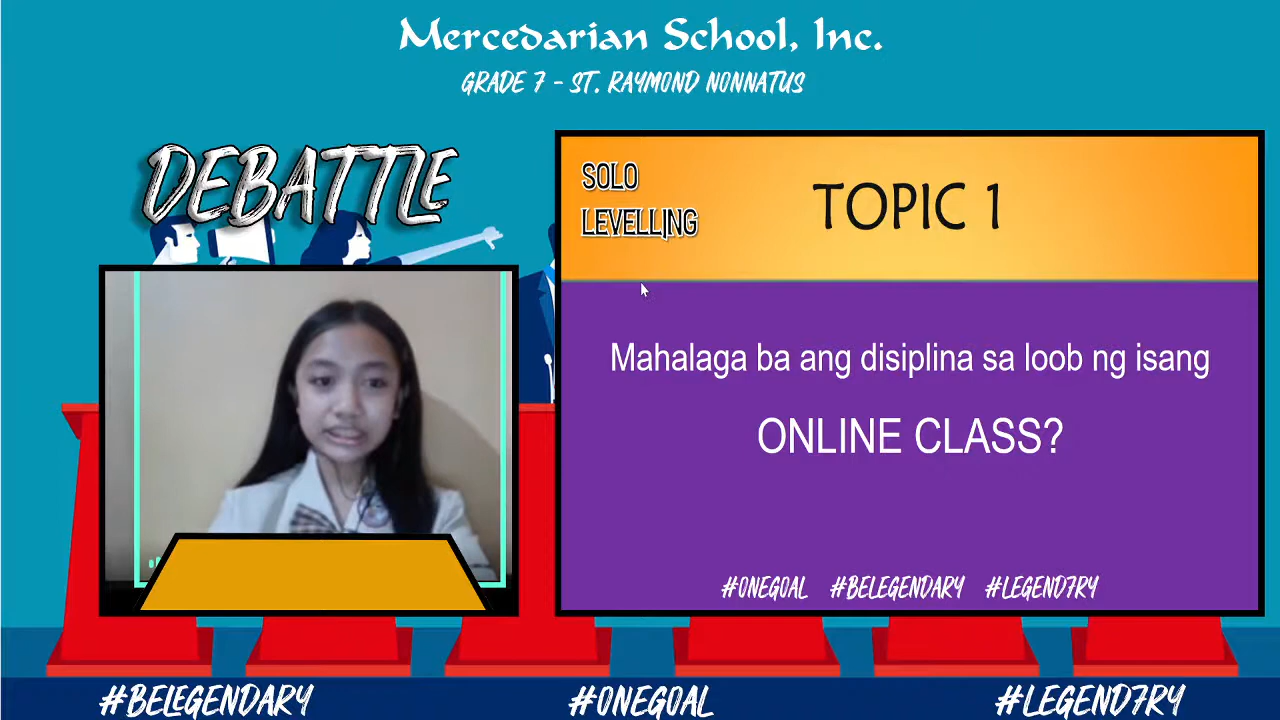 Mercedarian School, Inc.
GRADE 7 - ST. RAYMOND NONNATUS
DEBATTLE
SOLO
LEVELLING
TOPIC 1
Mahalaga ba ang disiplina sa loob ng isang
ONLINE CLASS?
#ONEGOAL #BELEGENDARY #LEGEND7RY
#BELEGENDARY #ONEGOAL #LEGEND7RY